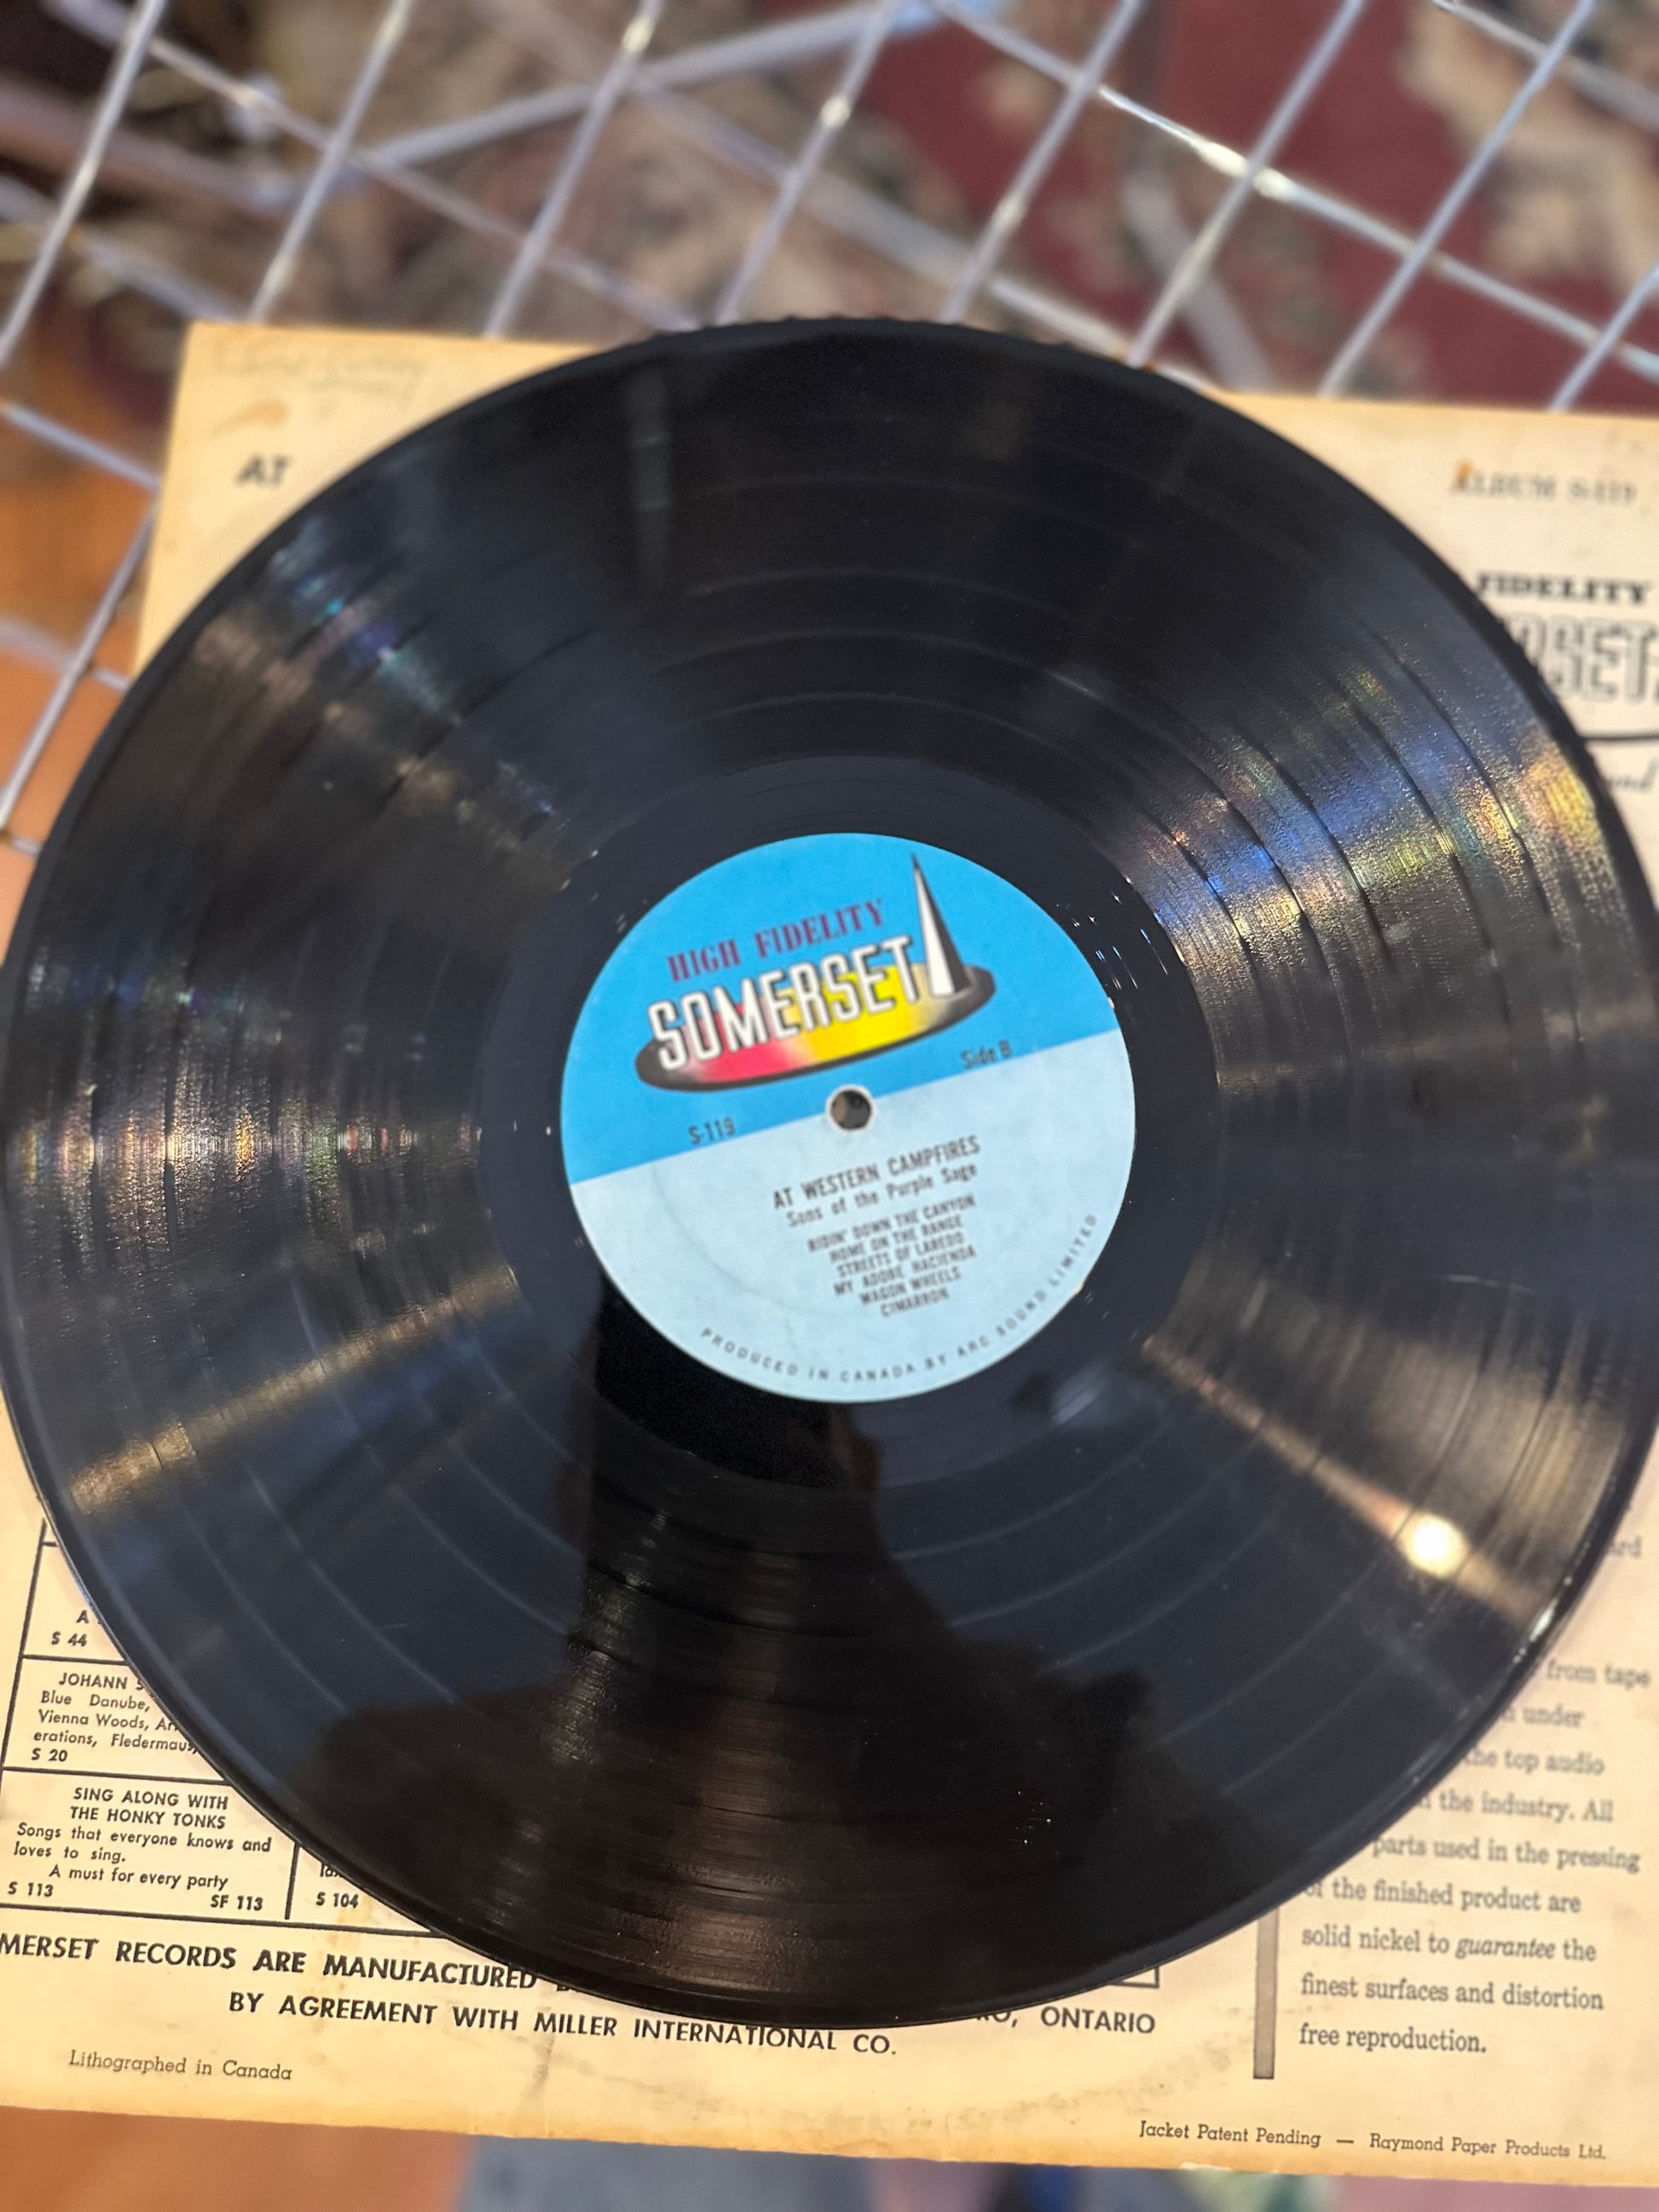 AT
ALBUM S-119
FIDELITY
HIGH FIDELITY
SOMERSET
Side B
S-119
AT WESTERN CAMPFIRES
Sons of the Purple Sage
RIDIN' DOWN THE CANYON
HOME ON THE RANGE
STREETS OF LAREDO
MY ADOBE HACIENDA
WAGON WHEELS
CIMARRON
PRODUCED IN CANADA BY ARC SOUND LIMITED
A
S 44
JOHANN S
Blue Danube,
Vienna Woods,
erations, Fledermaus,
S 20
SING ALONG WITH
THE HONKY TONKS
Songs that everyone knows and
loves to sing.
A must for every party
S 113 SF 113
S 104
MERSET RECORDS ARE MANUFACTURED
ONTARIO
BY AGREEMENT WITH MILLER INTERNATIONAL CO.
Lithographed in Canada
from tape
under
the top audio
the industry. All
parts used in the pressing
of the finished product are
solid nickel to guarantee the
finest surfaces and distortion
free reproduction.
Jacket Patent Pending — Raymond Paper Products Ltd.